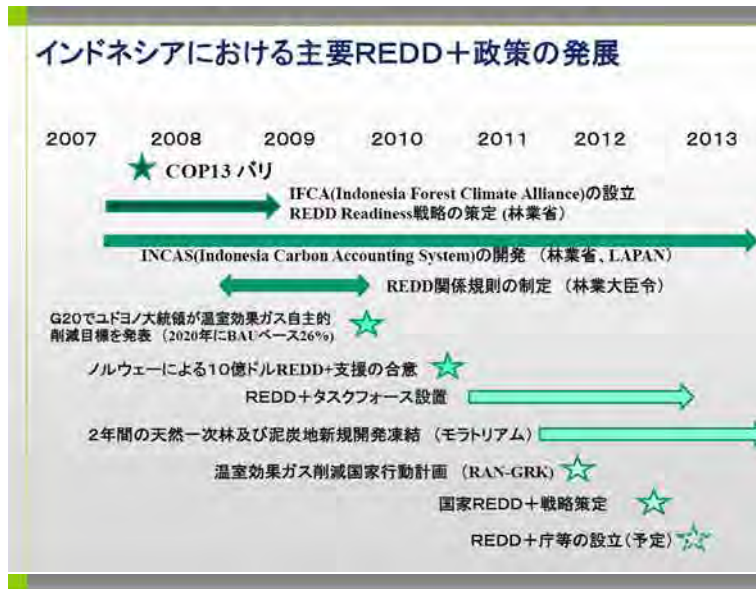 インドネシアにおける主要REDD＋政策の発展
2007 2008 2009 2010 2011 2012 2013
COP13 バリ
IFCA(Indonesia Forest Climate Alliance)の設立
REDD Readiness戦略の策定 (林業省)
INCAS(Indonesia Carbon Accounting System)の開発 （林業省、LAPAN）
REDD関係規則の制定 （林業大臣令）
G20でユドヨノ大統領が温室効果ガス自主的
削減目標を発表 （2020年にBAUベース26%)
ノルウェーによる10億ドルREDD+支援の合意
REDD＋タスクフォース設置
2年間の天然一次林及び泥炭地新規開発凍結 （モラトリアム）
温室効果ガス削減国家行動計画 （RAN-GRK)
国家REDD＋戦略策定
REDD＋庁等の設立（予定）